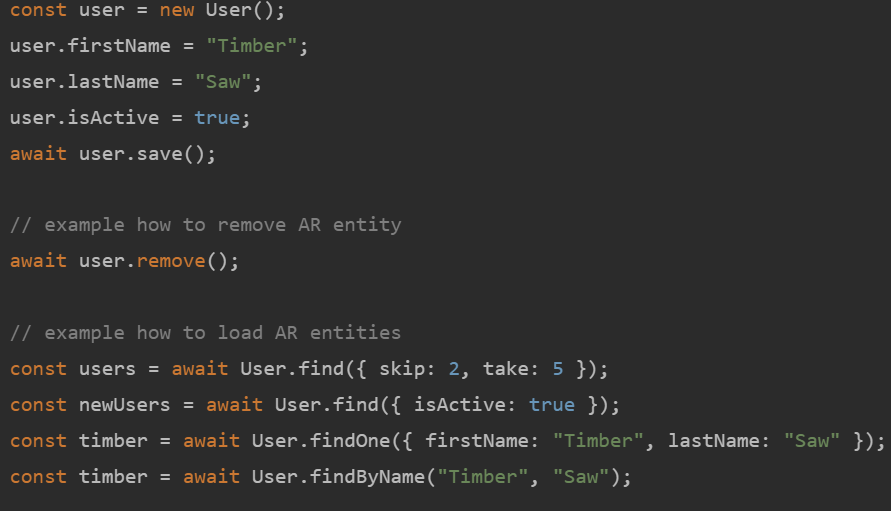 const user = new User();
user.firstName = "Timber";
user.lastName = "Saw";
user.isActive = true;
await user.save();
// example how to remove AR entity
await user.remove();
// example how to load AR entities
const users = await User.find({ skip: 2, take: 5 });
const newUsers = await User.find({ isActive: true });
const timber = await User.findOne({ firstName: "Timber", lastName: "Saw" });
const timber = await User.findByName("Timber", "Saw");